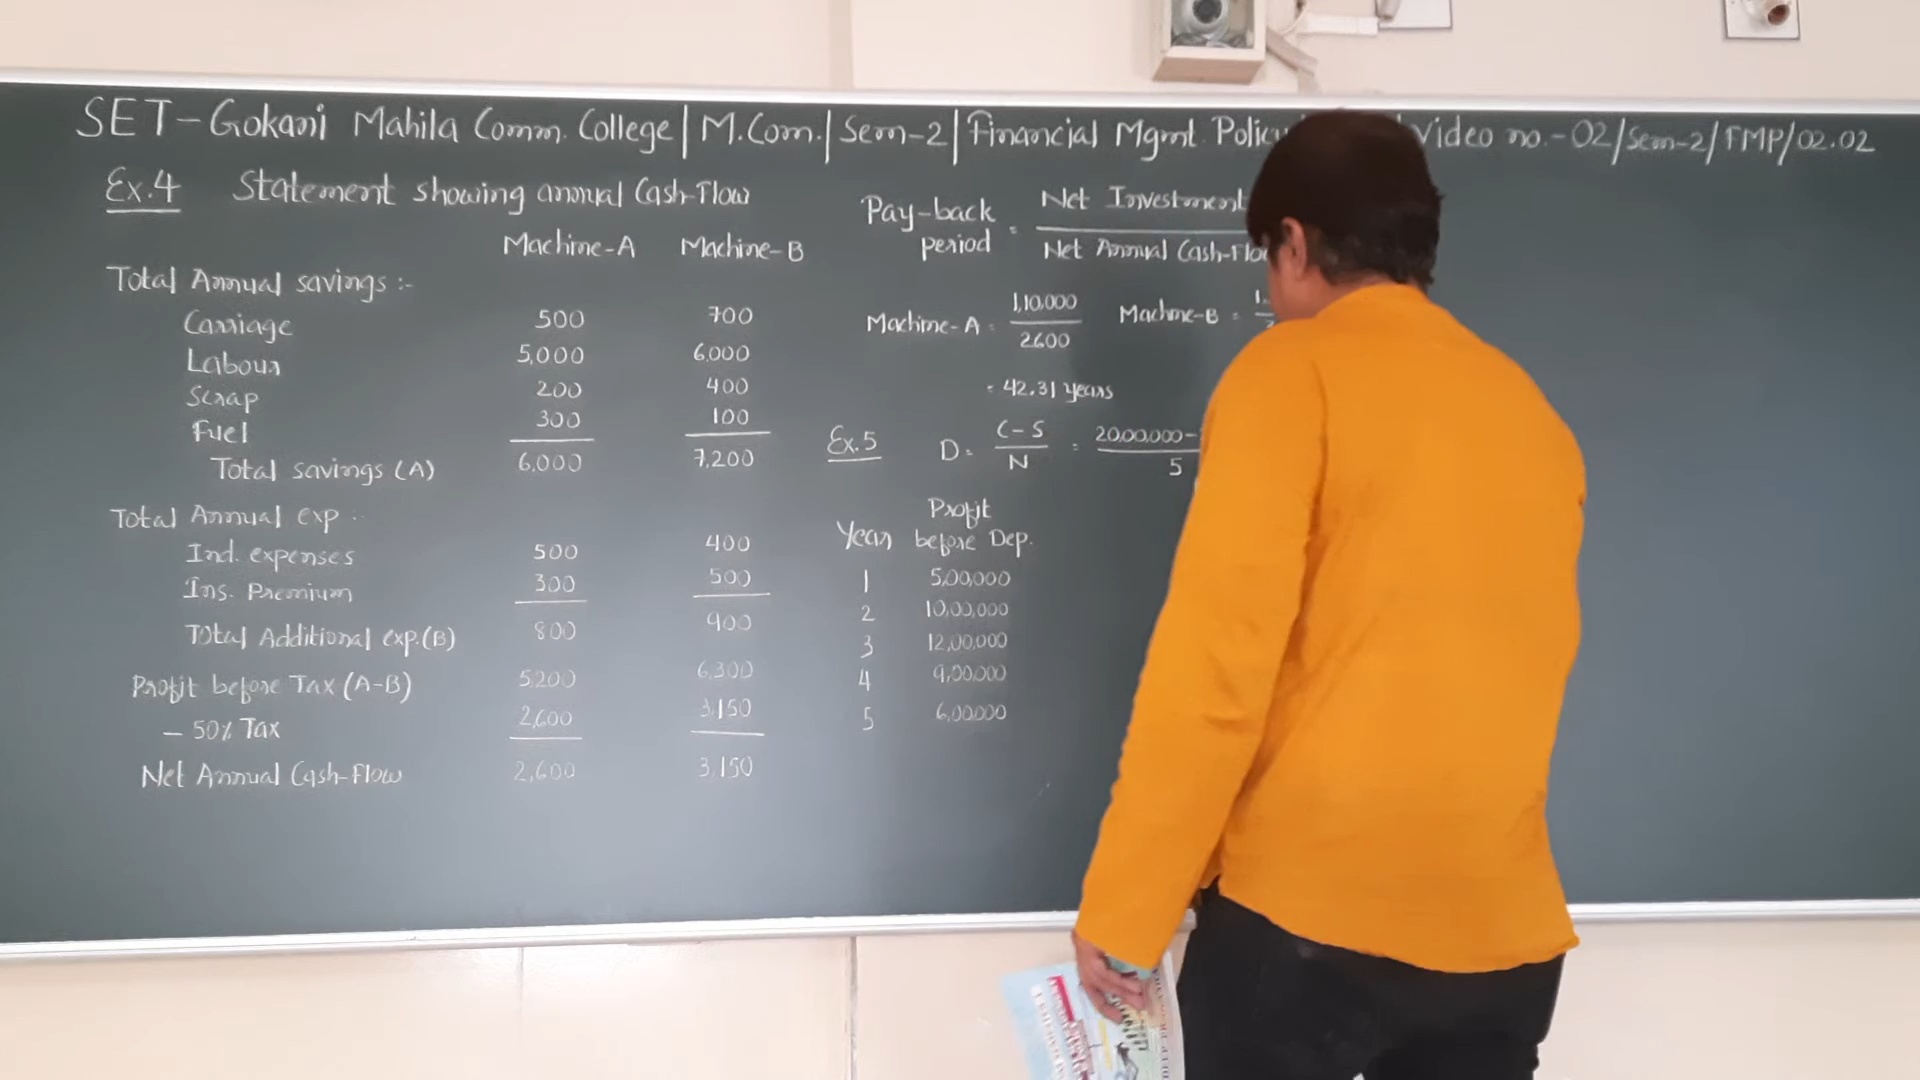 SET-Gokani Mahila Comm. College | M.Com. | Sem-2 | Financial Mgmt. Video no.-02/Sem-2/FMP/02.02
Ex.4 Statement showing annual Cash-Flow
Machine-A Machine-B
Total Annual savings :-
Carriage 500 700
Labour 5,000 6,000
Scrap 200 400
Fuel 300 100
Total savings (A) 6,000 7,200
Total Annual exp :-
Ind. expenses 500 400
Ins. Premium 300 500
Total Additional exp.(B) 800 900
Profit before Tax (A-B) 5,200 6,300
- 50% Tax 2,600 3,150
Net Annual Cash-Flow 2,600 3,150
Pay-back period = Net Investment
Net Annual
Machine-A = 1,10,000 Machine-B =
2600
= 42.31 years
Ex.5 D = C-S = 20,00,000-
N 5
Profit
Year before Dep.
1 5,00,000
2 10,00,000
3 12,00,000
4 9,00,000
5 6,00,000